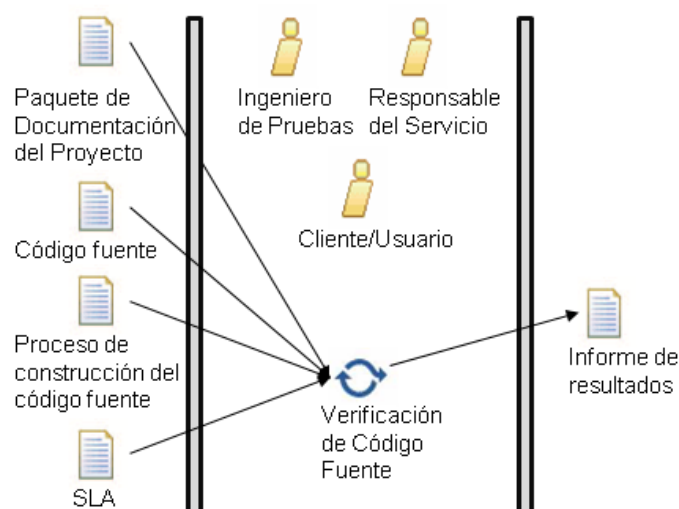 Paquete de
Documentación
del Proyecto
Ingeniero
de Pruebas
Responsable
del Servicio
Cliente/Usuario
Código fuente
Proceso de
construcción del
código fuente
SLA
Verificación
de Código
Fuente
Informe de
resultados